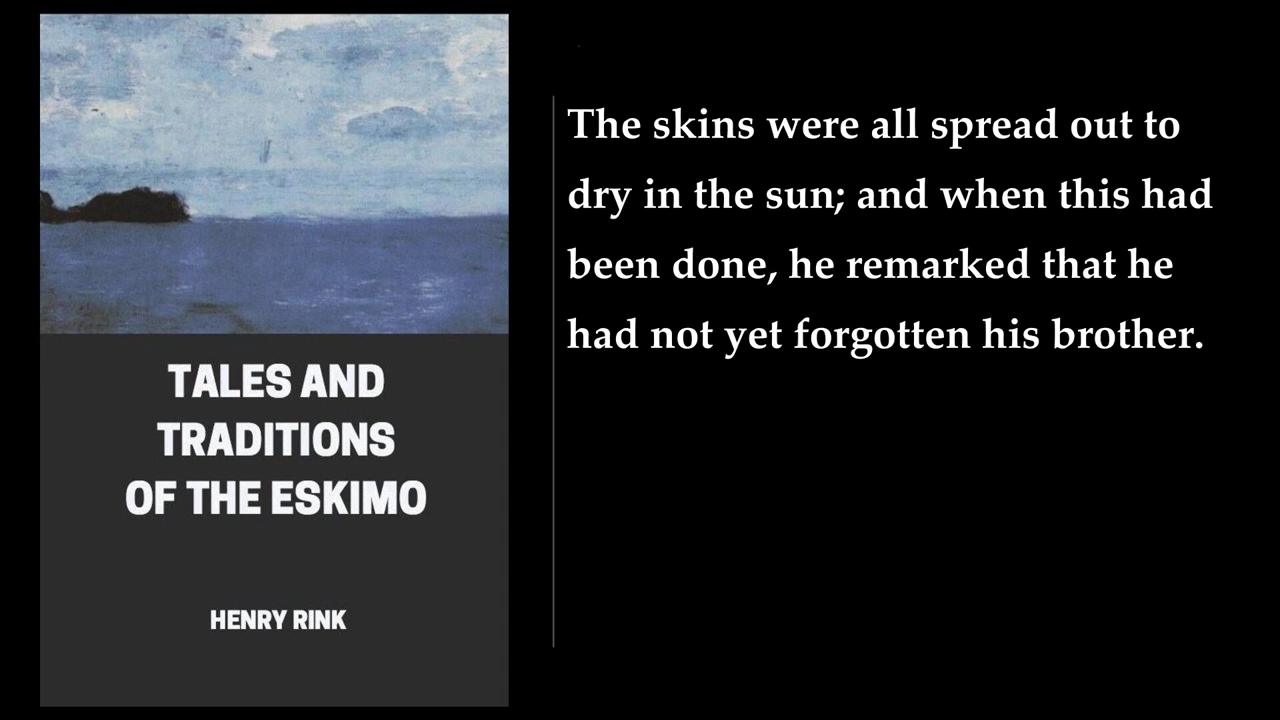 TALES AND
TRADITIONS
OF THE ESKIMO
HENRY RINK
The skins were all spread out to
dry in the sun; and when this had
been done, he remarked that he
had not yet forgotten his brother.